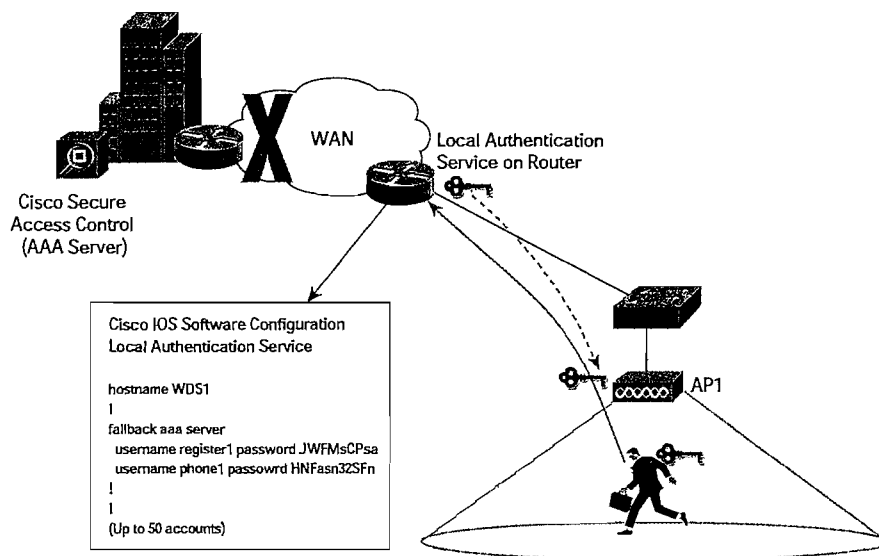 WAN
Local Authentication
Service on Router
Cisco Secure
Access Control
(AAA Server)
Cisco IOS Software Configuration
Local Authentication Service
hostname WDS1
!
fallback aaa server
username register1 password JWFMsCPsa
username phone1 passowrd HNFasn32SFn
!
!
(Up to 50 accounts)
AP1